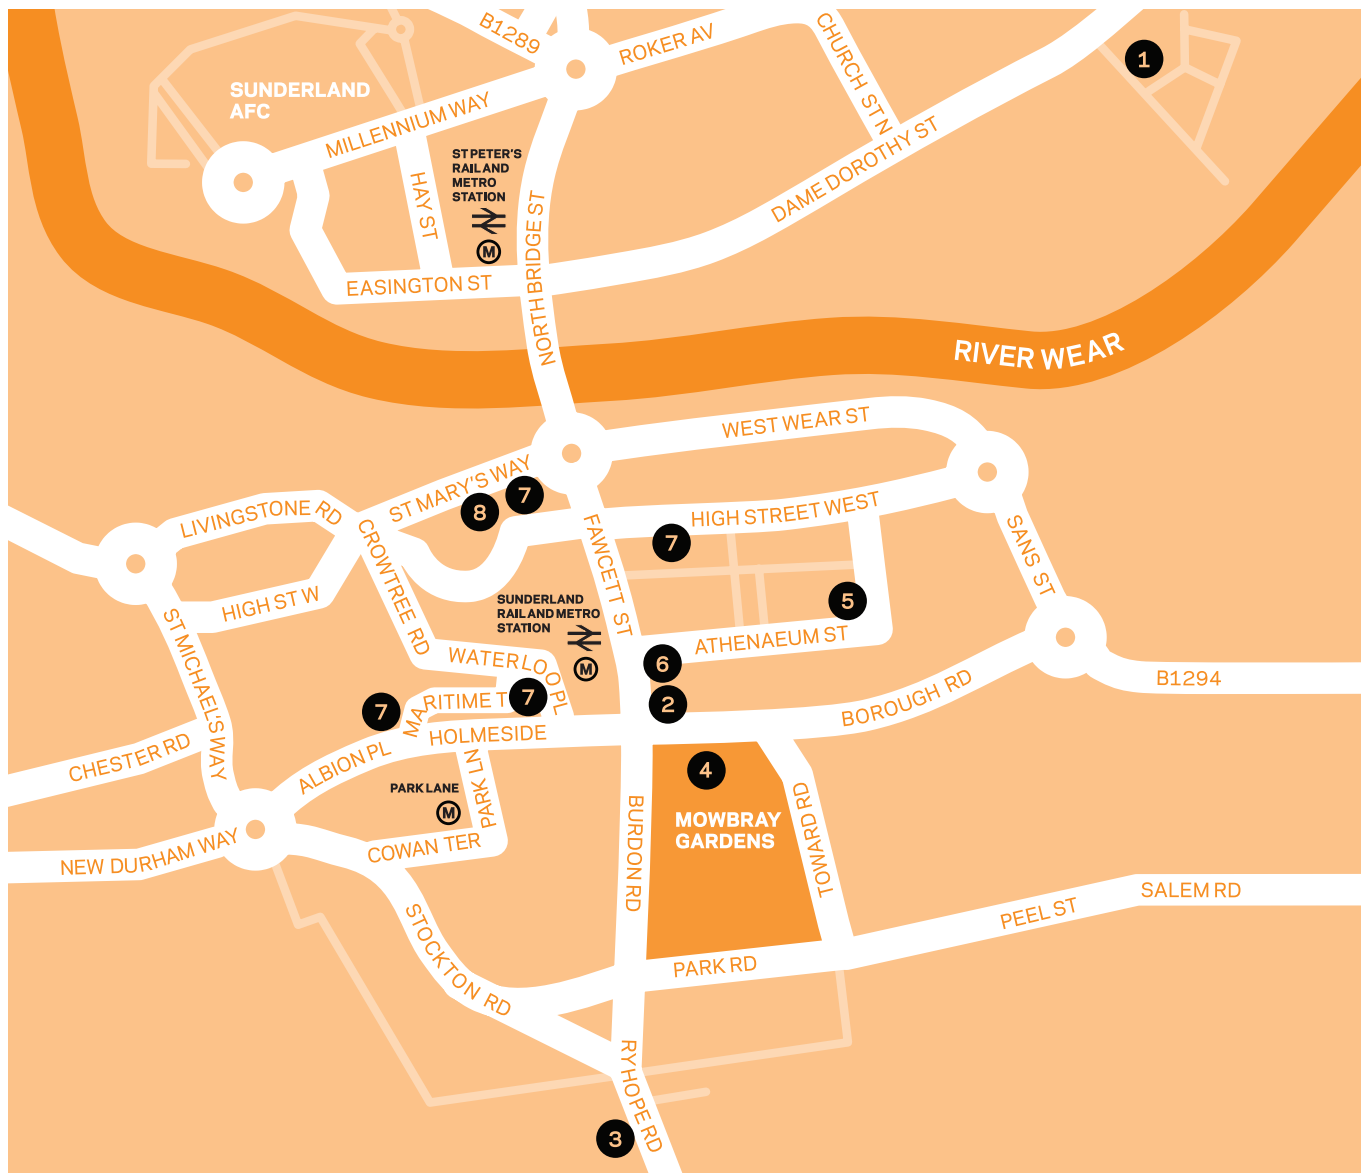 B1289
ROKER AV
CHURCH ST N
1
SUNDERLAND
AFC
MILLENNIUM WAY
ST PETER'S
RAIL AND
METRO
STATION
M
HAY ST
DAME DOROTHY ST
NORTH BRIDGE ST
EASINGTON ST
RIVER WEAR
WEST WEAR ST
ST MARY'S WAY
7
8
LIVINGSTONE RD
HIGH STREET WEST
7
CROWTREE RD
FAWCETT ST
SANS ST
HIGH ST W
SUNDERLAND
RAIL AND METRO
STATION
M
5
ST MICHAEL'S WAY
ATHENAEUM ST
WATERLOO PL
6
B1294
7
MARITIME T
7
2
BOROUGH RD
HOLMESIDE
CHESTER RD
ALBION PL
PARK LN
4
PARK LANE
M
MOWBRAY
GARDENS
BURDON RD
TOWARD RD
NEW DURHAM WAY
COWAN TER
SALEM RD
PEEL ST
STOCKTON RD
PARK RD
RYHOPE RD
3